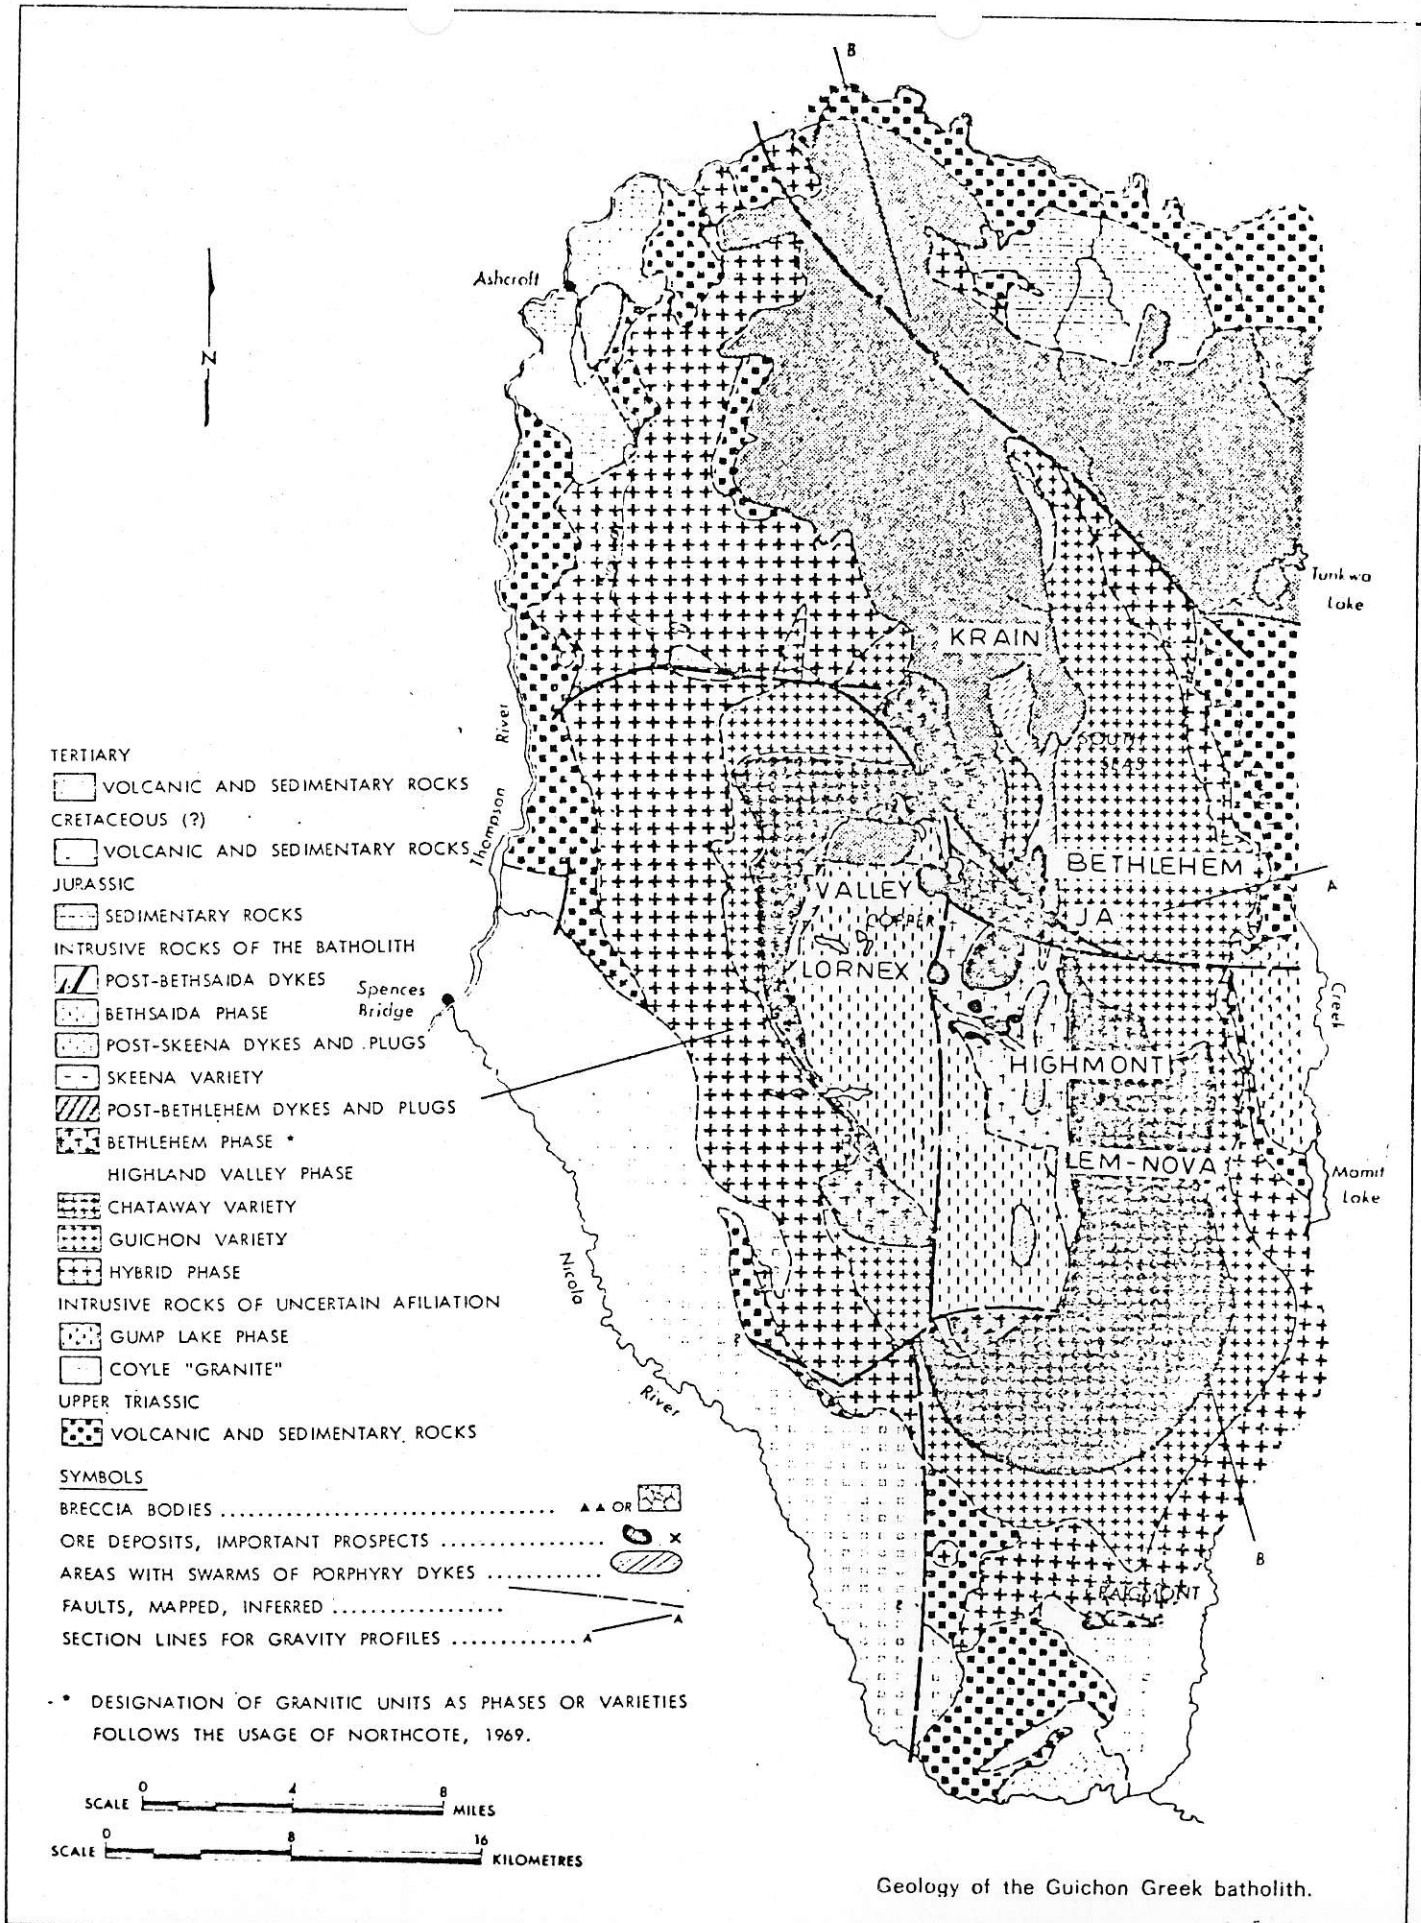 B
Ashcroft
N
Tunkwa
Lake
KRAIN
SOUTH
SEAS
River
Thompson
TERTIARY
VOLCANIC AND SEDIMENTARY ROCKS
CRETACEOUS (?)
VOLCANIC AND SEDIMENTARY ROCKS
JURASSIC
SEDIMENTARY ROCKS
INTRUSIVE ROCKS OF THE BATHOLITH
POST-BETHSAIDA DYKES
BETHSAIDA PHASE
POST-SKEENA DYKES AND PLUGS
SKEENA VARIETY
POST-BETHLEHEM DYKES AND PLUGS
BETHLEHEM PHASE *
HIGHLAND VALLEY PHASE
CHATAWAY VARIETY
GUICHON VARIETY
HYBRID PHASE
INTRUSIVE ROCKS OF UNCERTAIN AFILIATION
GUMP LAKE PHASE
COYLE "GRANITE"
UPPER TRIASSIC
VOLCANIC AND SEDIMENTARY ROCKS
BETHLEHEM
A
VALLEY
COPPER
JA
LORNEX
Spences
Bridge
Creek
HIGHMONT
LEM-NOVA
Mamit
Lake
Nicola
?
River
SYMBOLS
BRECCIA BODIES ................................ ▲▲ OR
ORE DEPOSITS, IMPORTANT PROSPECTS ................ X
AREAS WITH SWARMS OF PORPHYRY DYKES ...........
FAULTS, MAPPED, INFERRED .................
SECTION LINES FOR GRAVITY PROFILES ............ A A
B
CRAIGMONT
?
* DESIGNATION OF GRANITIC UNITS AS PHASES OR VARIETIES
FOLLOWS THE USAGE OF NORTHCOTE, 1969.
0 4 8
SCALE MILES
0 8 16
SCALE KILOMETRES
Geology of the Guichon Greek batholith.